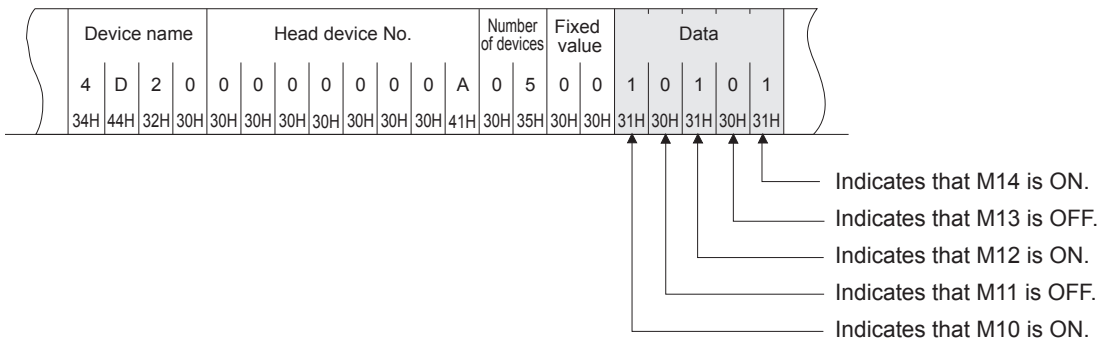 Device name Head device No. Number of devices Fixed value Data
4 D 2 0 0 0 0 0 0 0 0 A 0 5 0 0 1 0 1 0 1
34H 44H 32H 30H 30H 30H 30H 30H 30H 30H 30H 41H 30H 35H 30H 30H 31H 30H 31H 30H 31H
Indicates that M14 is ON.
Indicates that M13 is OFF.
Indicates that M12 is ON.
Indicates that M11 is OFF.
Indicates that M10 is ON.